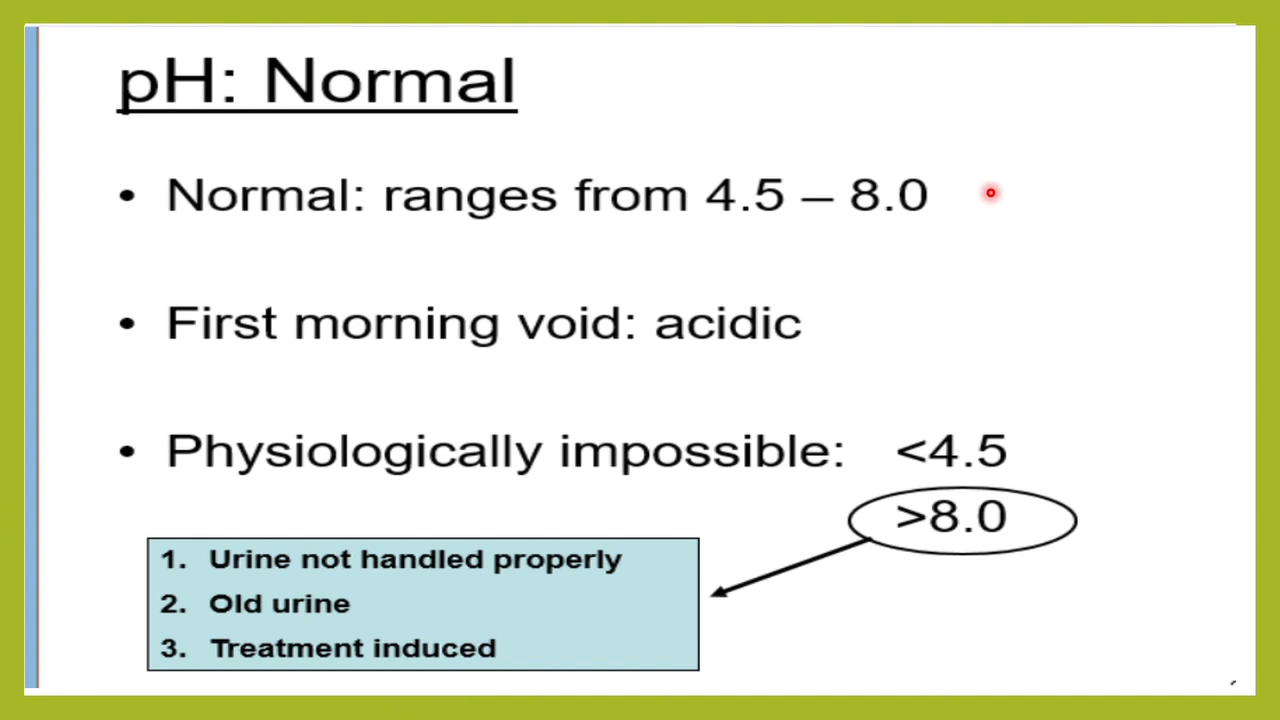 pH: Normal
• Normal: ranges from 4.5 – 8.0
• First morning void: acidic
• Physiologically impossible: <4.5
>8.0
1. Urine not handled properly
2. Old urine
3. Treatment induced